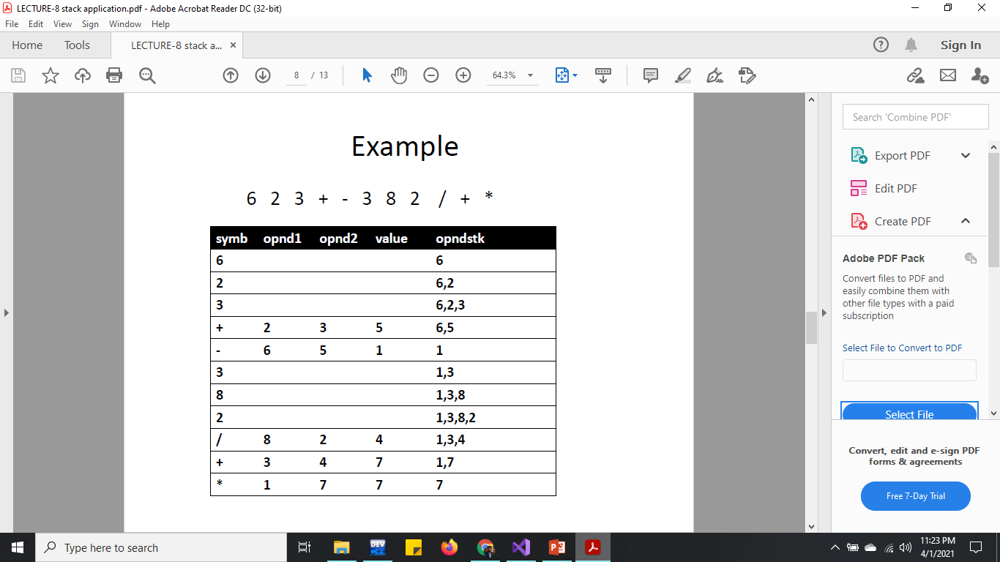 LECTURE-8 stack application.pdf - Adobe Acrobat Reader DC (32-bit)
File Edit View Sign Window Help
Home Tools LECTURE-8 stack a... × Sign In
8 / 13 64.3%
Example
6 2 3 + - 3 8 2 / + *
symb opnd1 opnd2 value opndstk
6 6
2 6,2
3 6,2,3
+ 2 3 5 6,5
- 6 5 1 1
3 1,3
8 1,3,8
2 1,3,8,2
/ 8 2 4 1,3,4
+ 3 4 7 1,7
* 1 7 7 7
Search 'Combine PDF'
Export PDF
Edit PDF
Create PDF
Adobe PDF Pack
Convert files to PDF and
easily combine them with
other file types with a paid
subscription
Select File to Convert to PDF
Select File
Convert, edit and e-sign PDF
forms & agreements
Free 7-Day Trial
Type here to search
DEV
11:23 PM
4/1/2021